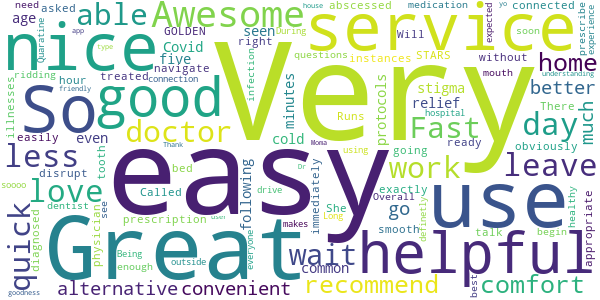 need
asked
able
Awesome
abscessed
medication
house
yo
connected
nice
Very
service
age
Covid
GOLDEN
seen
During
Will
expected
prescribe
experience
Quaratine
app
hour
five
right
STARS
soon
illnesses
ridding
treated
navigate
questions
instances
without
home
type
connection
infection
mouth
understanding
So
good
minutes
protocols
stigma
There
better
friendly
doctor
Fast
relief
hospital
day
much
less
easily
even
cold
Runs
ready
obviously
disrupt
tooth
easy
work
leave
use
Thank
Moma
using
going
quick
love
bed
following
immediately
drive
Dr
exactly
go
Called
She
Overall
smooth
dentist
prescription
Great
wait
helpful
talk
begin
healthy
appropriate
soooo
see
physician
Being
user
makes
Long
definetly
diagnosed
enough
outside
everyone
common
best
goodness
alternative
convenient
recommend
comfort